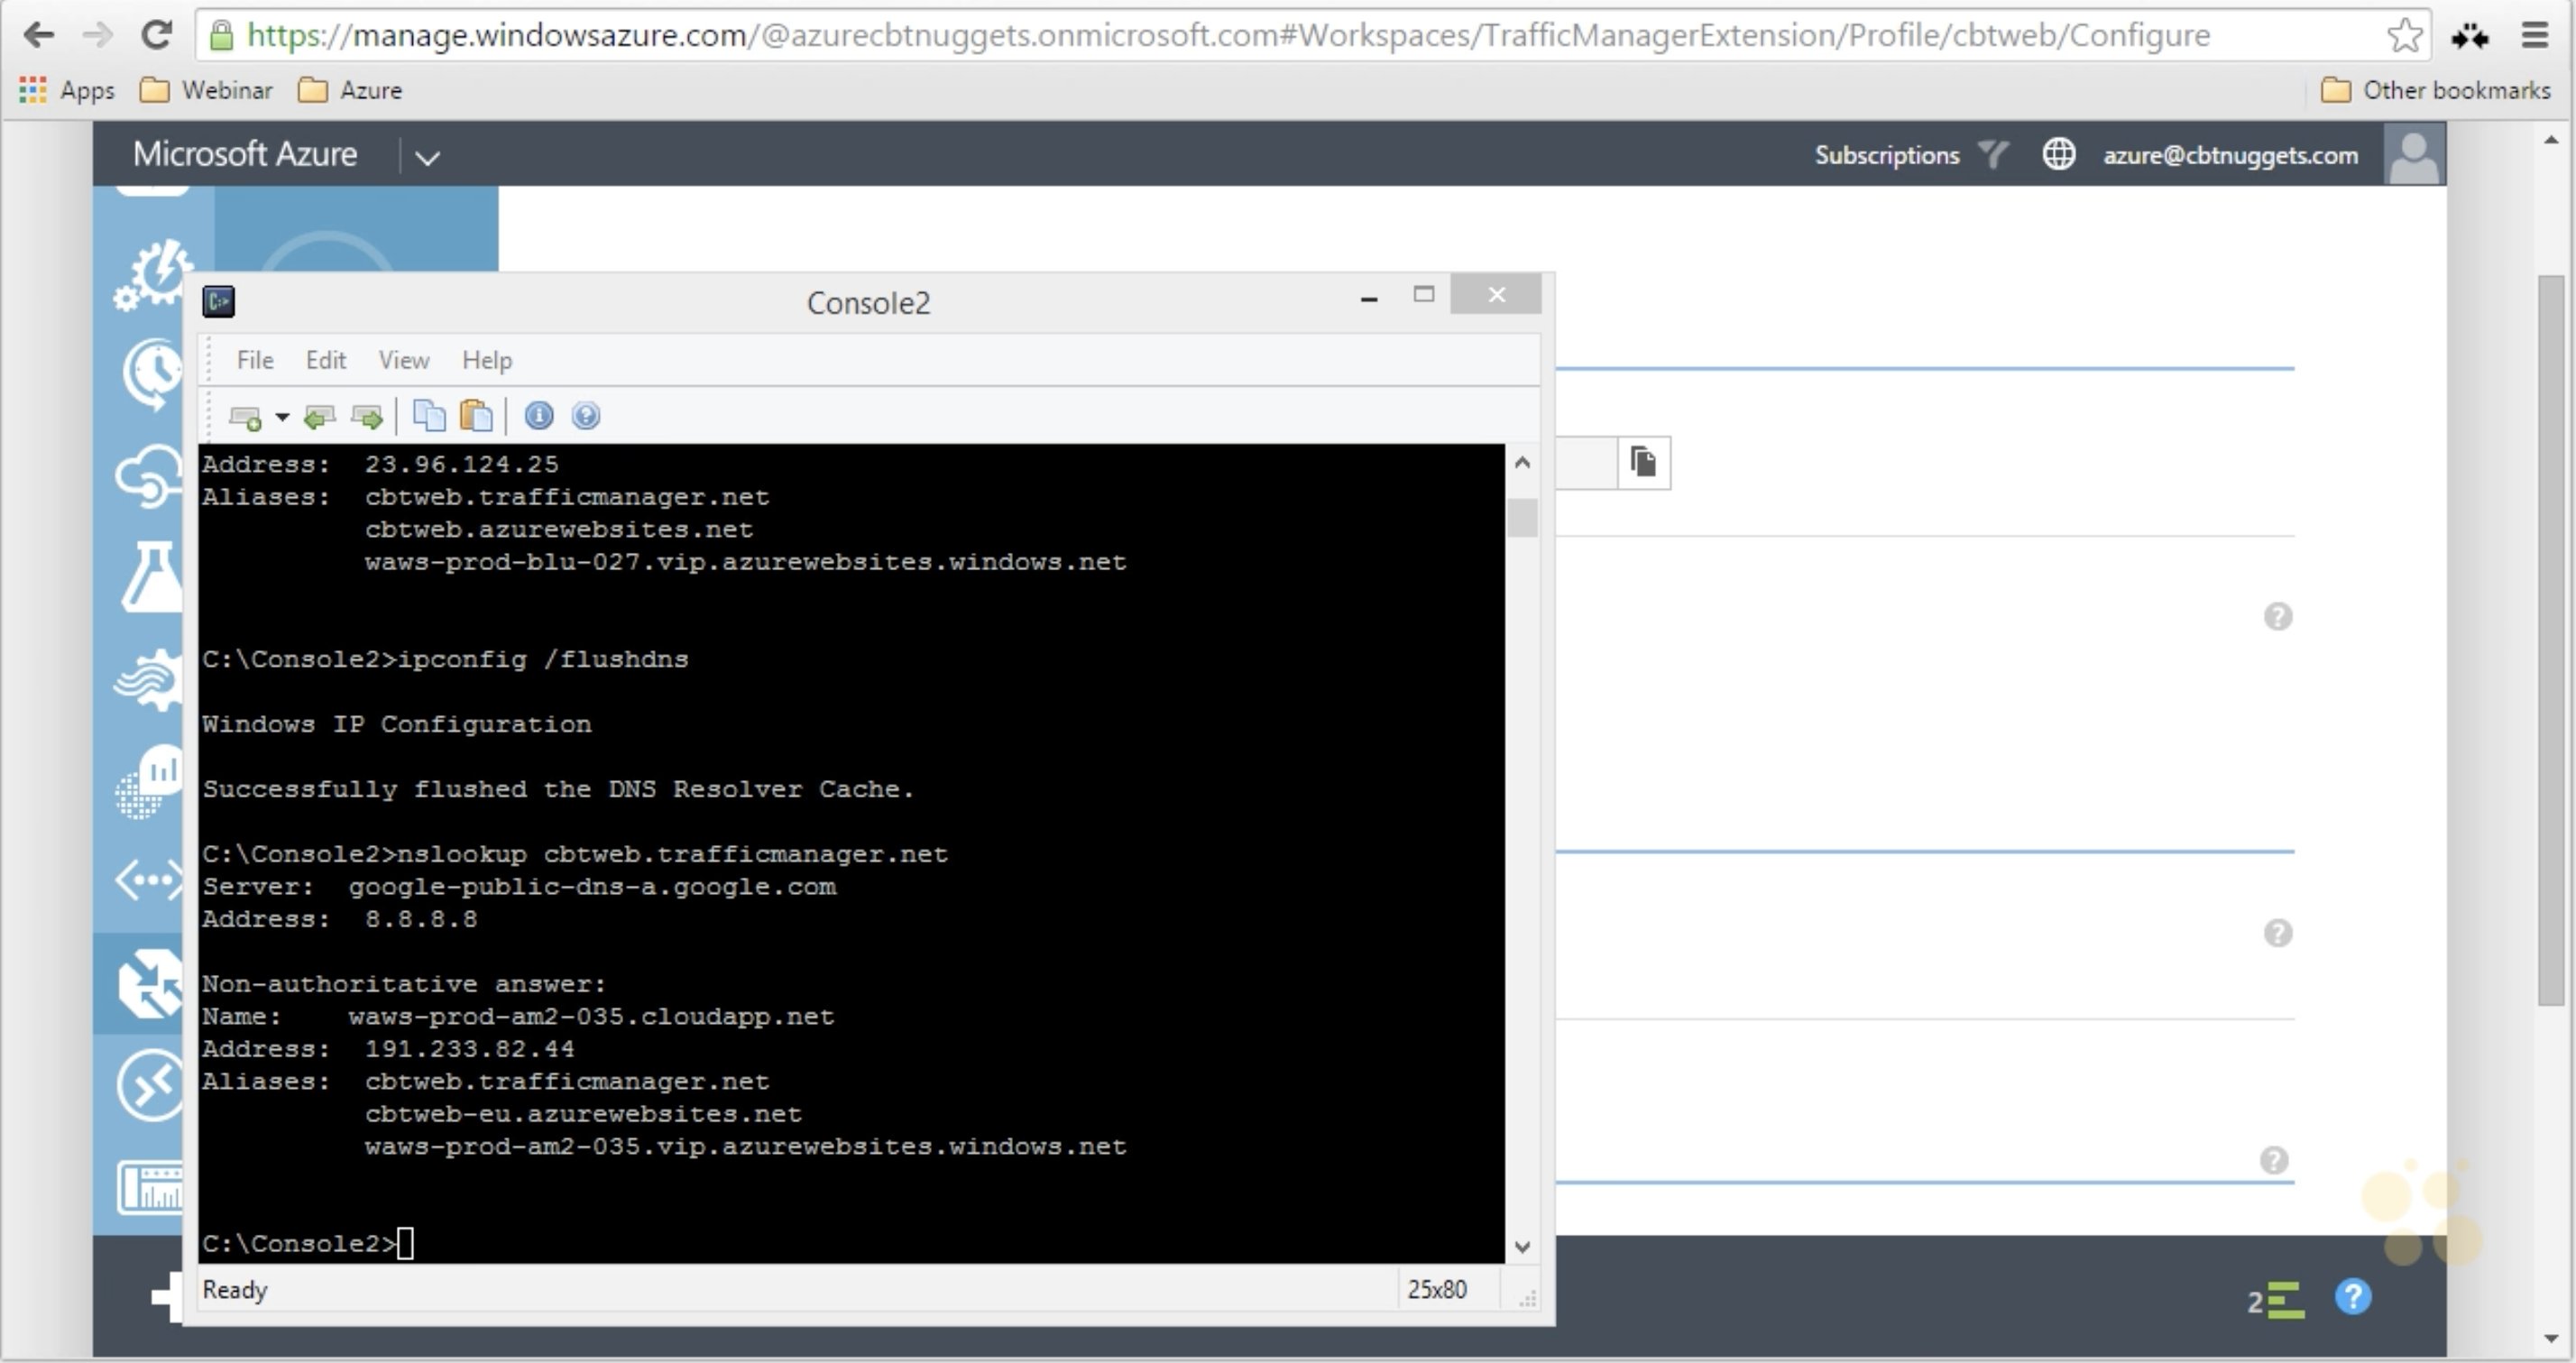 https://manage.windowsazure.com/@azurecbtnuggets.onmicrosoft.com#Workspaces/TrafficManagerExtension/Profile/cbtweb/Configure
Apps Webinar Azure Other bookmarks
Microsoft Azure Subscriptions azure@cbtnuggets.com
Console2
File Edit View Help
Address:  23.96.124.25
Aliases:  cbtweb.trafficmanager.net
cbtweb.azurewebsites.net
waws-prod-blu-027.vip.azurewebsites.windows.net
C:\Console2>ipconfig /flushdns
Windows IP Configuration
Successfully flushed the DNS Resolver Cache.
C:\Console2>nslookup cbtweb.trafficmanager.net
Server:  google-public-dns-a.google.com
Address:  8.8.8.8
Non-authoritative answer:
Name:    waws-prod-am2-035.cloudapp.net
Address:  191.233.82.44
Aliases:  cbtweb.trafficmanager.net
cbtweb-eu.azurewebsites.net
waws-prod-am2-035.vip.azurewebsites.windows.net
C:\Console2>
Ready 25x80
2